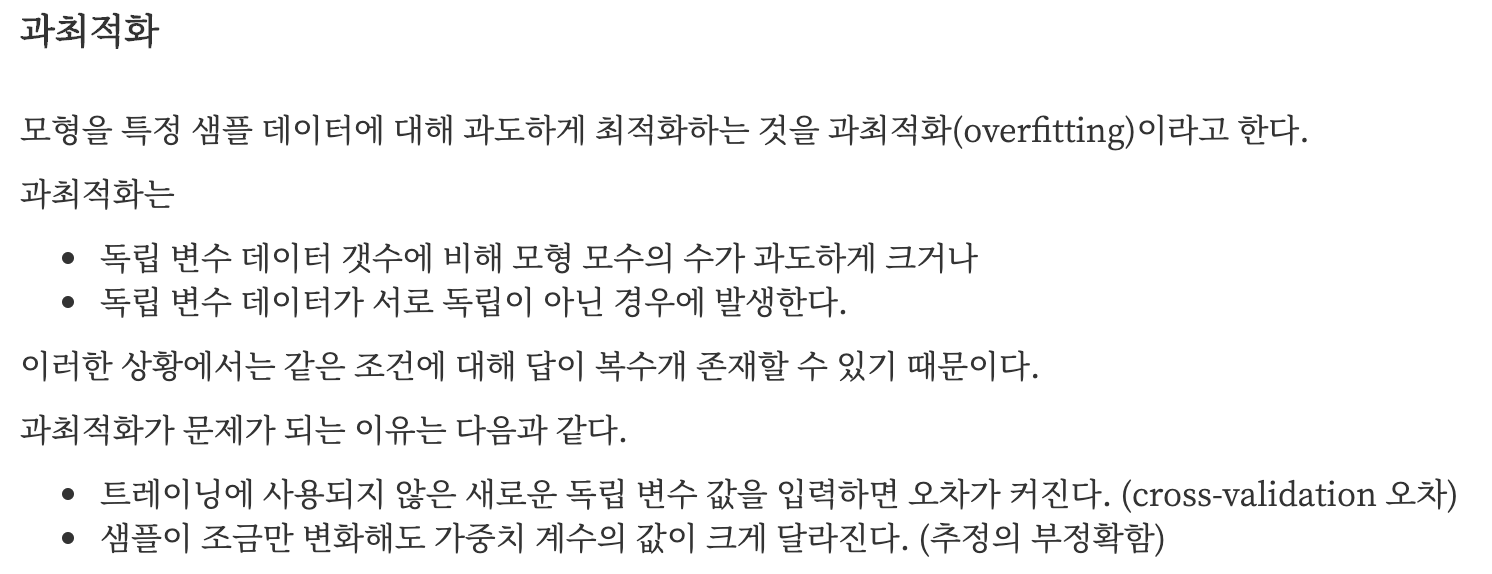 과최적화
모형을 특정 샘플 데이터에 대해 과도하게 최적화하는 것을 과최적화(overfitting)이라고 한다.
과최적화는
• 독립 변수 데이터 갯수에 비해 모형 모수의 수가 과도하게 크거나
• 독립 변수 데이터가 서로 독립이 아닌 경우에 발생한다.
이러한 상황에서는 같은 조건에 대해 답이 복수개 존재할 수 있기 때문이다.
과최적화가 문제가 되는 이유는 다음과 같다.
• 트레이닝에 사용되지 않은 새로운 독립 변수 값을 입력하면 오차가 커진다. (cross-validation 오차)
• 샘플이 조금만 변화해도 가중치 계수의 값이 크게 달라진다. (추정의 부정확함)